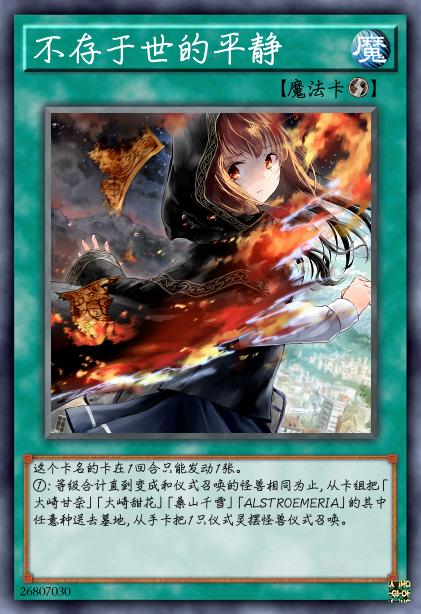 不存于世的平静
魔
【魔法卡】
这个卡名的卡在1回合只能发动1张。
①:等级合计直到变成和仪式召唤的怪兽相同为止,从卡组把「
大崎甘奈」「大崎甜花」「桑山千雪」「ALSTROEMERIA」的其中
任意种送去墓地,从手卡把1只仪式灵摆怪兽仪式召唤。
26807030